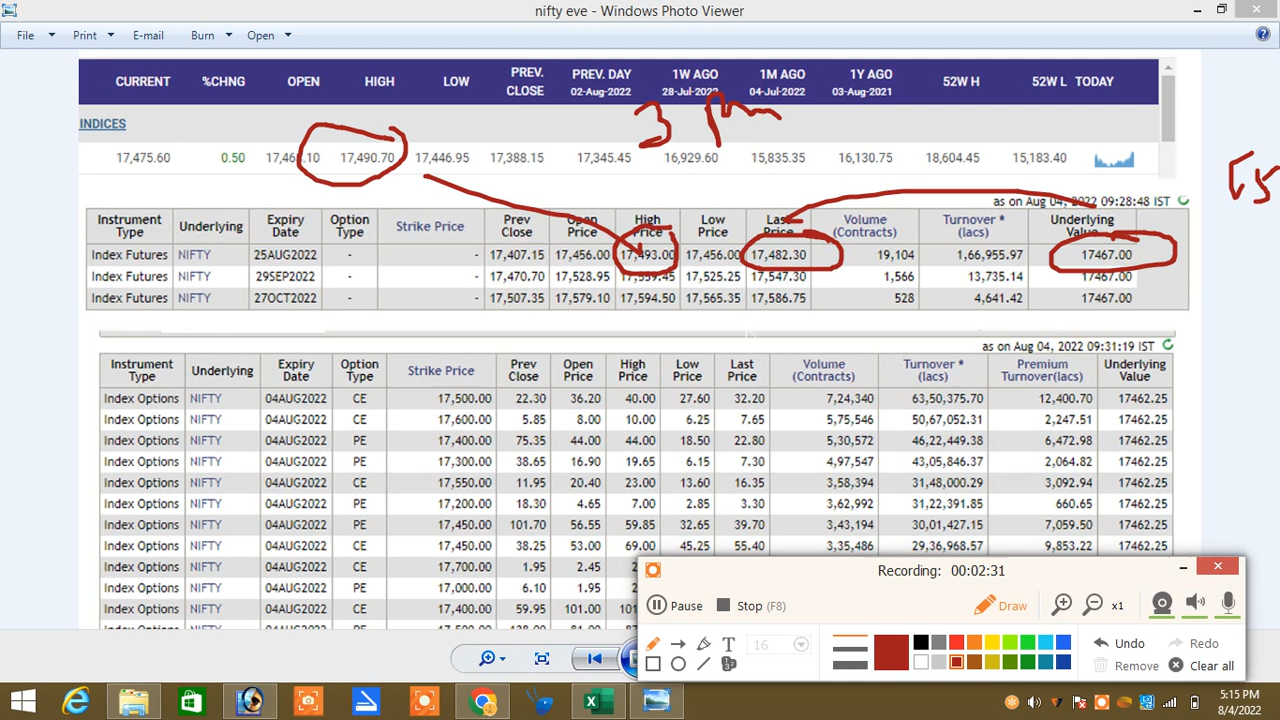 nifty eve - Windows Photo Viewer
File Print E-mail Burn Open
CURRENT %CHNG OPEN HIGH LOW PREV. CLOSE PREV. DAY 02-Aug-2022 1W AGO 28-Jul-2022 1M AGO 04-Jul-2022 1Y AGO 03-Aug-2021 52W H 52W L TODAY
3 pm
INDICES
17,475.60 0.50 17,463.10 17,490.70 17,446.95 17,388.15 17,345.45 16,929.60 15,835.35 16,130.75 18,604.45 15,183.40
as on Aug 04, 2022 09:28:48 IST
Instrument Type Underlying Expiry Date Option Type Strike Price Prev Close Open Price High Price Low Price Last Price Volume (Contracts) Turnover * (lacs) Underlying Value
Index Futures NIFTY 25AUG2022 - - 17,407.15 17,456.00 17,493.00 17,456.00 17,482.30 19,104 1,66,955.97 17467.00
Index Futures NIFTY 29SEP2022 - - 17,470.70 17,528.95 17,559.45 17,525.25 17,547.30 1,566 13,735.14 17467.00
Index Futures NIFTY 27OCT2022 - - 17,507.35 17,579.10 17,594.50 17,565.35 17,586.75 528 4,641.42 17467.00
as on Aug 04, 2022 09:31:19 IST
Instrument Type Underlying Expiry Date Option Type Strike Price Prev Close Open Price High Price Low Price Last Price Volume (Contracts) Turnover * (lacs) Premium Turnover(lacs) Underlying Value
Index Options NIFTY 04AUG2022 CE 17,500.00 22.30 36.20 40.00 27.60 32.20 7,24,340 63,50,375.70 12,400.70 17462.25
Index Options NIFTY 04AUG2022 CE 17,600.00 5.85 8.00 10.00 6.25 7.65 5,75,546 50,67,052.31 2,247.51 17462.25
Index Options NIFTY 04AUG2022 PE 17,400.00 75.35 44.00 44.00 18.50 22.80 5,30,572 46,22,449.38 6,472.98 17462.25
Index Options NIFTY 04AUG2022 PE 17,300.00 38.65 16.90 19.65 6.15 7.30 4,97,547 43,05,846.37 2,064.82 17462.25
Index Options NIFTY 04AUG2022 CE 17,550.00 11.95 20.40 23.00 13.60 16.35 3,58,394 31,48,000.29 3,092.94 17462.25
Index Options NIFTY 04AUG2022 PE 17,200.00 18.30 4.65 7.00 2.85 3.30 3,62,992 31,22,391.85 660.65 17462.25
Index Options NIFTY 04AUG2022 PE 17,450.00 101.70 56.55 59.85 32.65 39.70 3,43,194 30,01,427.15 7,059.50 17462.25
Index Options NIFTY 04AUG2022 CE 17,450.00 38.25 53.00 69.00 45.25 55.40 3,35,486 29,36,968.57 9,853.22 17462.25
Index Options NIFTY 04AUG2022 CE 17,700.00 1.95 2.45
Index Options NIFTY 04AUG2022 PE 17,000.00 6.10 1.95
Index Options NIFTY 04AUG2022 CE 17,400.00 59.95 101.00
Recording: 00:02:31
Pause Stop (F8) Draw x1
T 16 Undo Redo
Remove Clear all
5:15 PM
8/4/2022